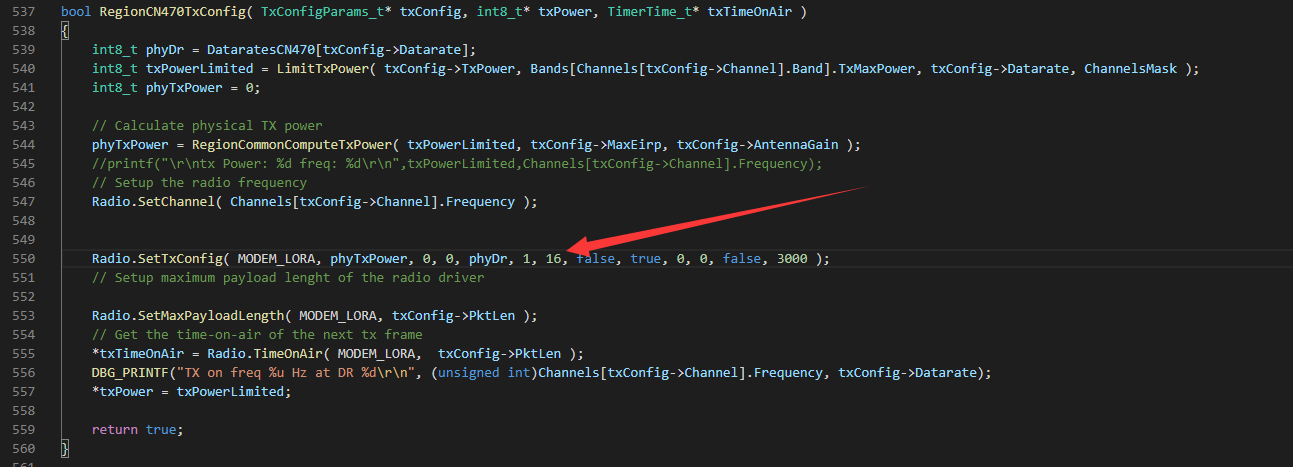 537 bool RegionCN470TxConfig( TxConfigParams_t* txConfig, int8_t* txPower, TimerTime_t* txTimeOnAir )
538 {
539 int8_t phyDr = DataratesCN470[txConfig->Datarate];
540 int8_t txPowerLimited = LimitTxPower( txConfig->TxPower, Bands[Channels[txConfig->Channel].Band].TxMaxPower, txConfig->Datarate, ChannelsMask );
541 int8_t phyTxPower = 0;
542
543 // Calculate physical TX power
544 phyTxPower = RegionCommonComputeTxPower( txPowerLimited, txConfig->MaxEirp, txConfig->AntennaGain );
545 //printf("\r\ntx Power: %d freq: %d\r\n",txPowerLimited,Channels[txConfig->Channel].Frequency);
546 // Setup the radio frequency
547 Radio.SetChannel( Channels[txConfig->Channel].Frequency );
548
549
550 Radio.SetTxConfig( MODEM_LORA, phyTxPower, 0, 0, phyDr, 1, 16, false, true, 0, 0, false, 3000 );
551 // Setup maximum payload lenght of the radio driver
552
553 Radio.SetMaxPayloadLength( MODEM_LORA, txConfig->PktLen );
554 // Get the time-on-air of the next tx frame
555 *txTimeOnAir = Radio.TimeOnAir( MODEM_LORA,  txConfig->PktLen );
556 DBG_PRINTF("TX on freq %u Hz at DR %d\r\n", (unsigned int)Channels[txConfig->Channel].Frequency, txConfig->Datarate);
557 *txPower = txPowerLimited;
558
559 return true;
560 }